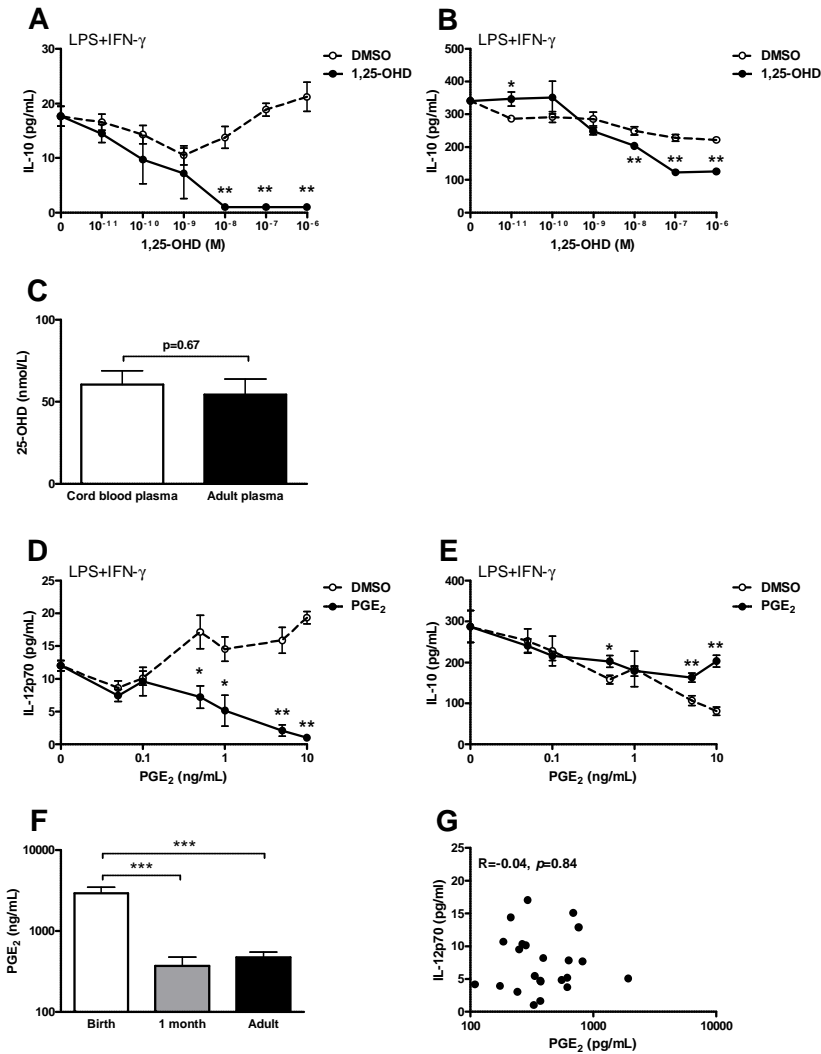 A
LPS+IFN-γ
DMSO
1,25-OHD
30
20
10
0
IL-10 (pg/mL)
** ** **
0 10⁻¹¹ 10⁻¹⁰ 10⁻⁹ 10⁻⁸ 10⁻⁷ 10⁻⁶
1,25-OHD (M)
B
LPS+IFN-γ
DMSO
1,25-OHD
500
400
300
200
100
0
IL-10 (pg/mL)
*
** ** **
0 10⁻¹¹ 10⁻¹⁰ 10⁻⁹ 10⁻⁸ 10⁻⁷ 10⁻⁶
1,25-OHD (M)
C
100
50
0
25-OHD (nmol/L)
p=0.67
Cord blood plasma Adult plasma
D
LPS+IFN-γ
DMSO
PGE₂
25
20
15
10
5
0
IL-12p70 (pg/mL)
* * ** **
0 0.1 1 10
PGE₂ (ng/mL)
E
LPS+IFN-γ
DMSO
PGE₂
400
300
200
100
0
IL-10 (pg/mL)
* ** **
0 0.1 1 10
PGE₂ (ng/mL)
F
10000
1000
100
PGE₂ (ng/mL)
***
***
Birth 1 month Adult
G
R=-0.04, p=0.84
25
20
15
10
5
0
IL-12p70 (pg/ml)
100 1000 10000
PGE₂ (pg/mL)